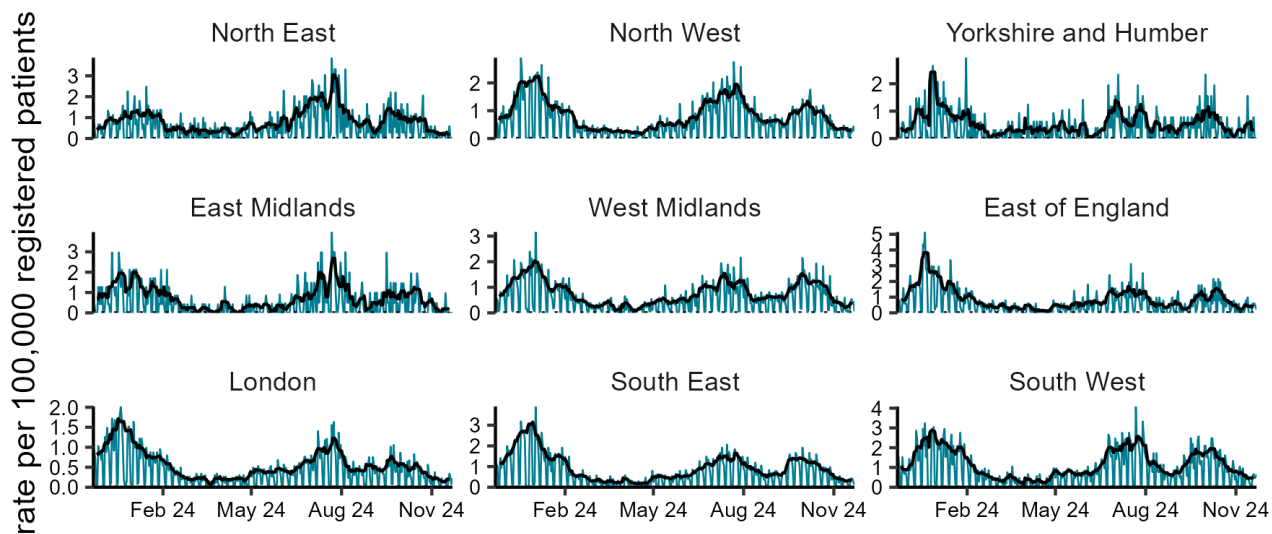 rate per 100,000 registered patients
North East
North West
Yorkshire and Humber
3
2
1
0
2
1
0
2
1
0
East Midlands
West Midlands
East of England
3
2
1
0
3
2
1
0
5
4
3
2
1
0
London
South East
South West
2.0
1.5
1.0
0.5
0.0
3
2
1
0
4
3
2
1
0
Feb 24 May 24 Aug 24 Nov 24
Feb 24 May 24 Aug 24 Nov 24
Feb 24 May 24 Aug 24 Nov 24